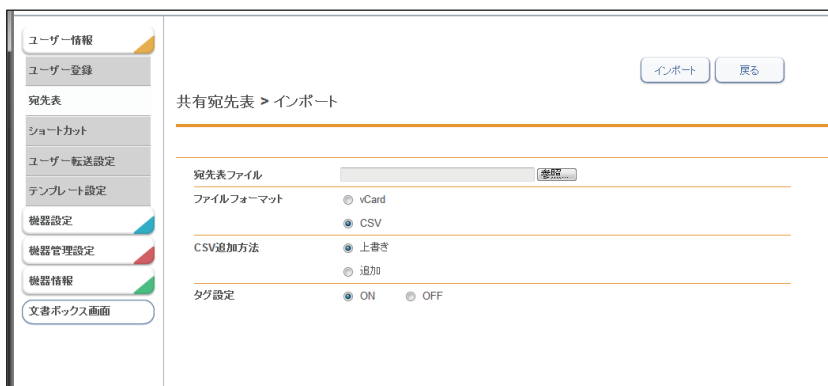 ユーザー情報
ユーザー登録
宛先表
ショートカット
ユーザー転送設定
テンプレート設定
機器設定
機器管理設定
機器情報
文書ボックス画面
インポート 戻る
共有宛先表 > インポート
宛先表ファイル 参照...
ファイルフォーマット vCard
CSV
CSV追加方法 上書き
追加
タグ設定 ON OFF